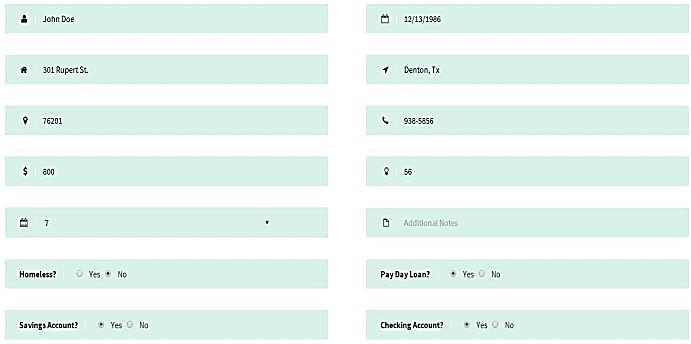 John Doe
12/13/1986
301 Rupert St.
Denton, Tx
76201
938-5856
800
56
7
Additional Notes
Homeless? Yes No
Pay Day Loan? Yes No
Savings Account? Yes No
Checking Account? Yes No